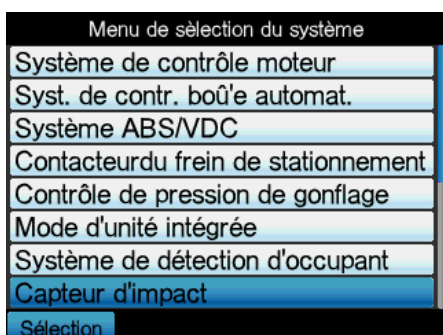 Menu de sèlection du système
Système de contrôle moteur
Syst. de contr. boû'e automat.
Système ABS/VDC
Contacteurdu frein de stationnement
Contrôle de pression de gonflage
Mode d'unité intégrée
Système de détection d'occupant
Capteur d'impact
Sélection